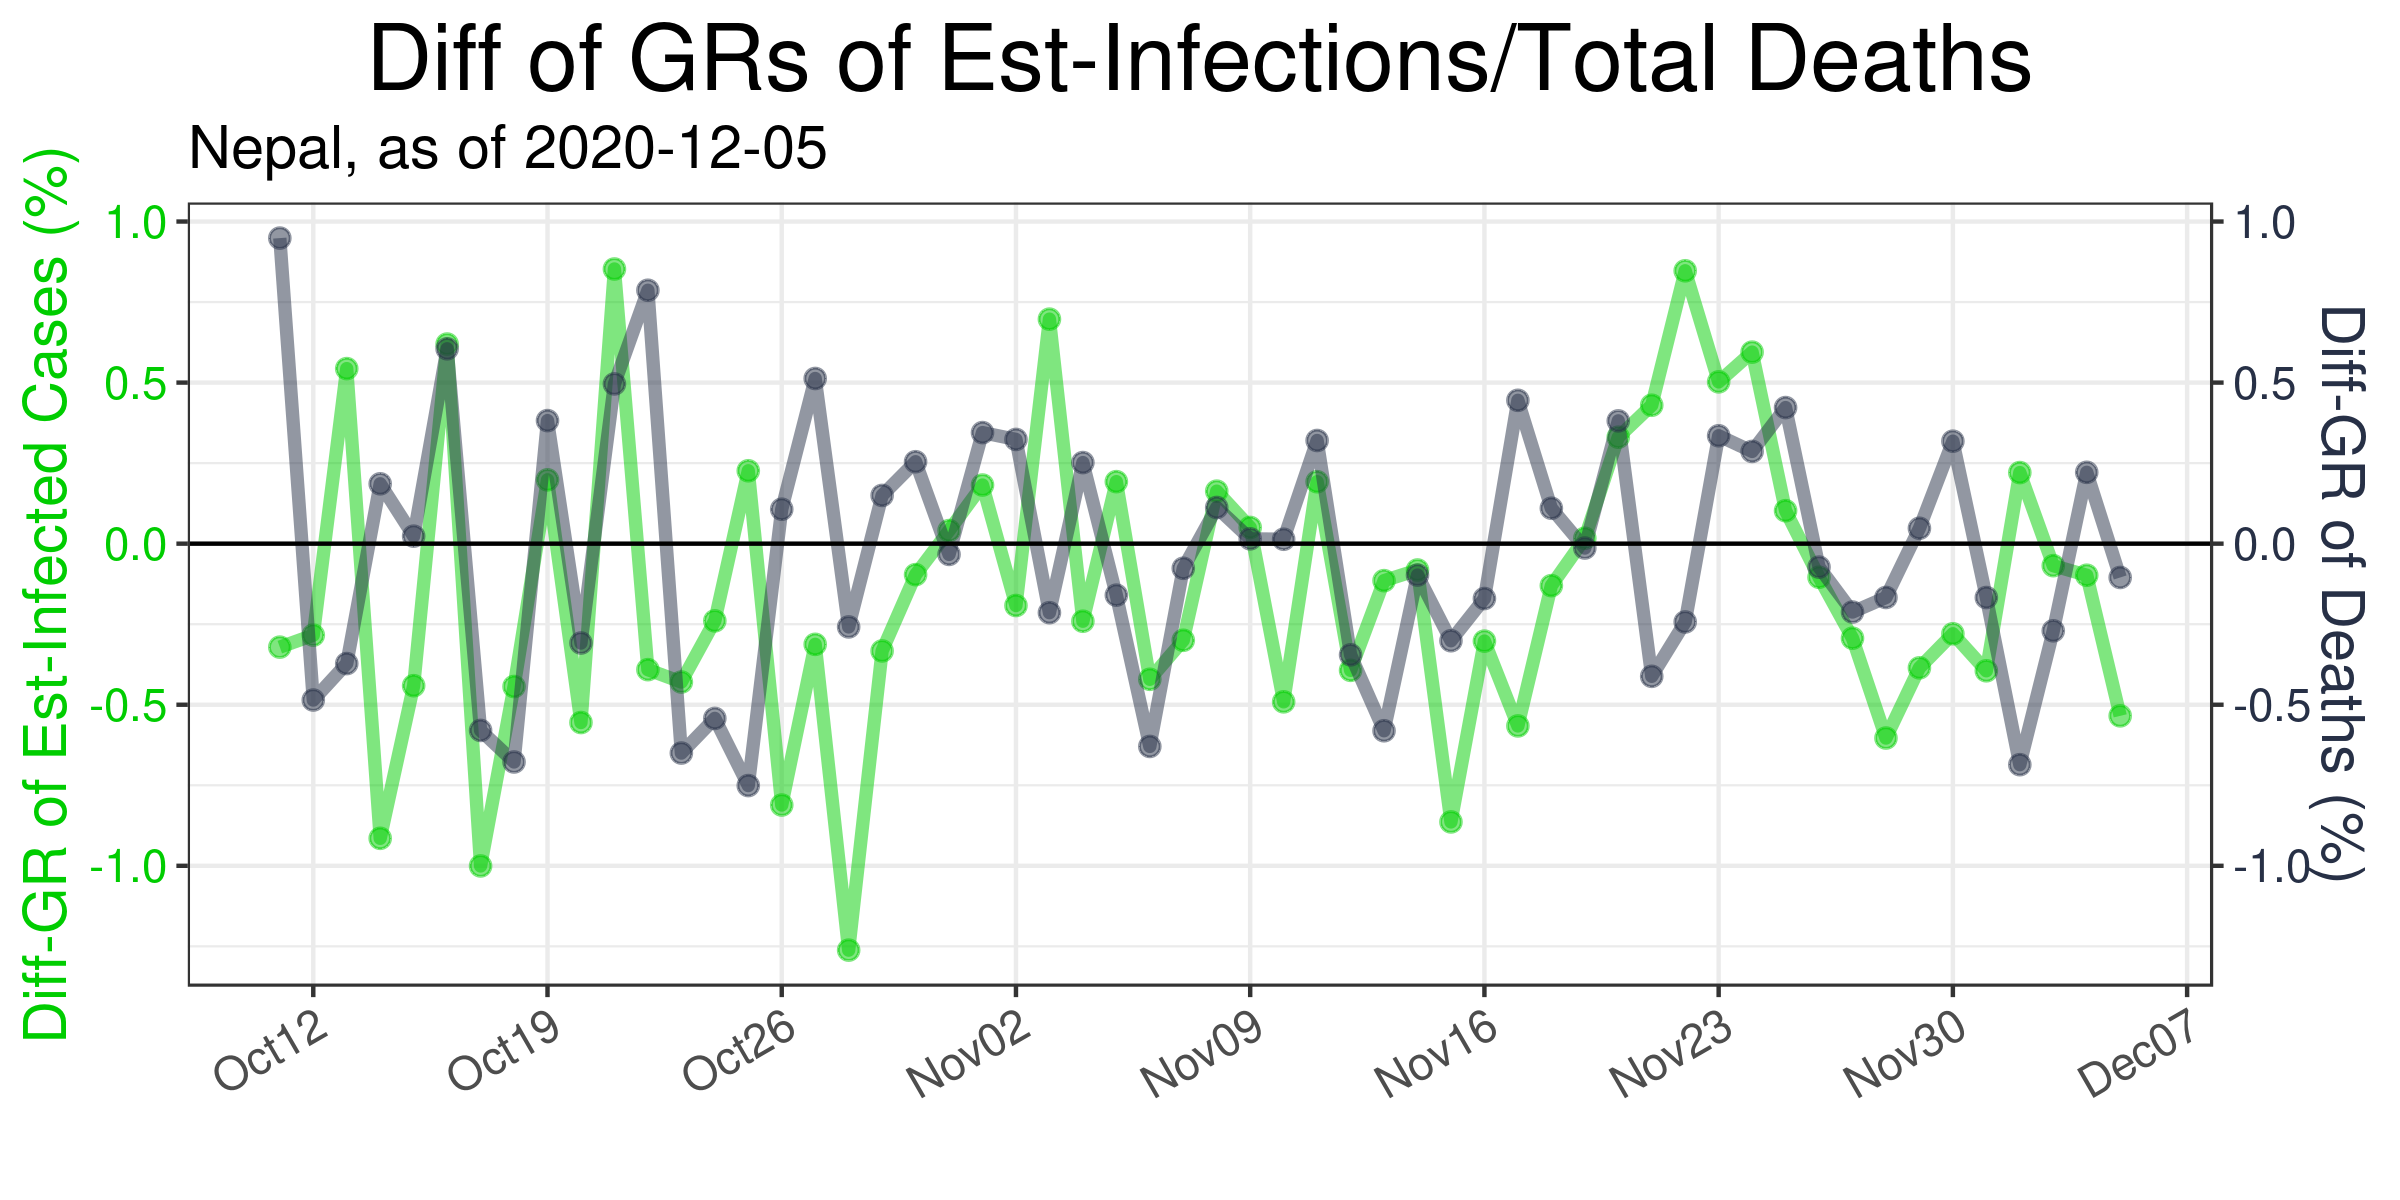 Diff of GRs of Est-Infections/Total Deaths
Nepal, as of 2020-12-05
Diff-GR of Est-Infected Cases (%)
1.0
0.5
0.0
-0.5
-1.0
1.0
0.5
0.0
-0.5
-1.0
Diff-GR of Deaths (%)
Oct12
Oct19
Oct26
Nov02
Nov09
Nov16
Nov23
Nov30
Dec07